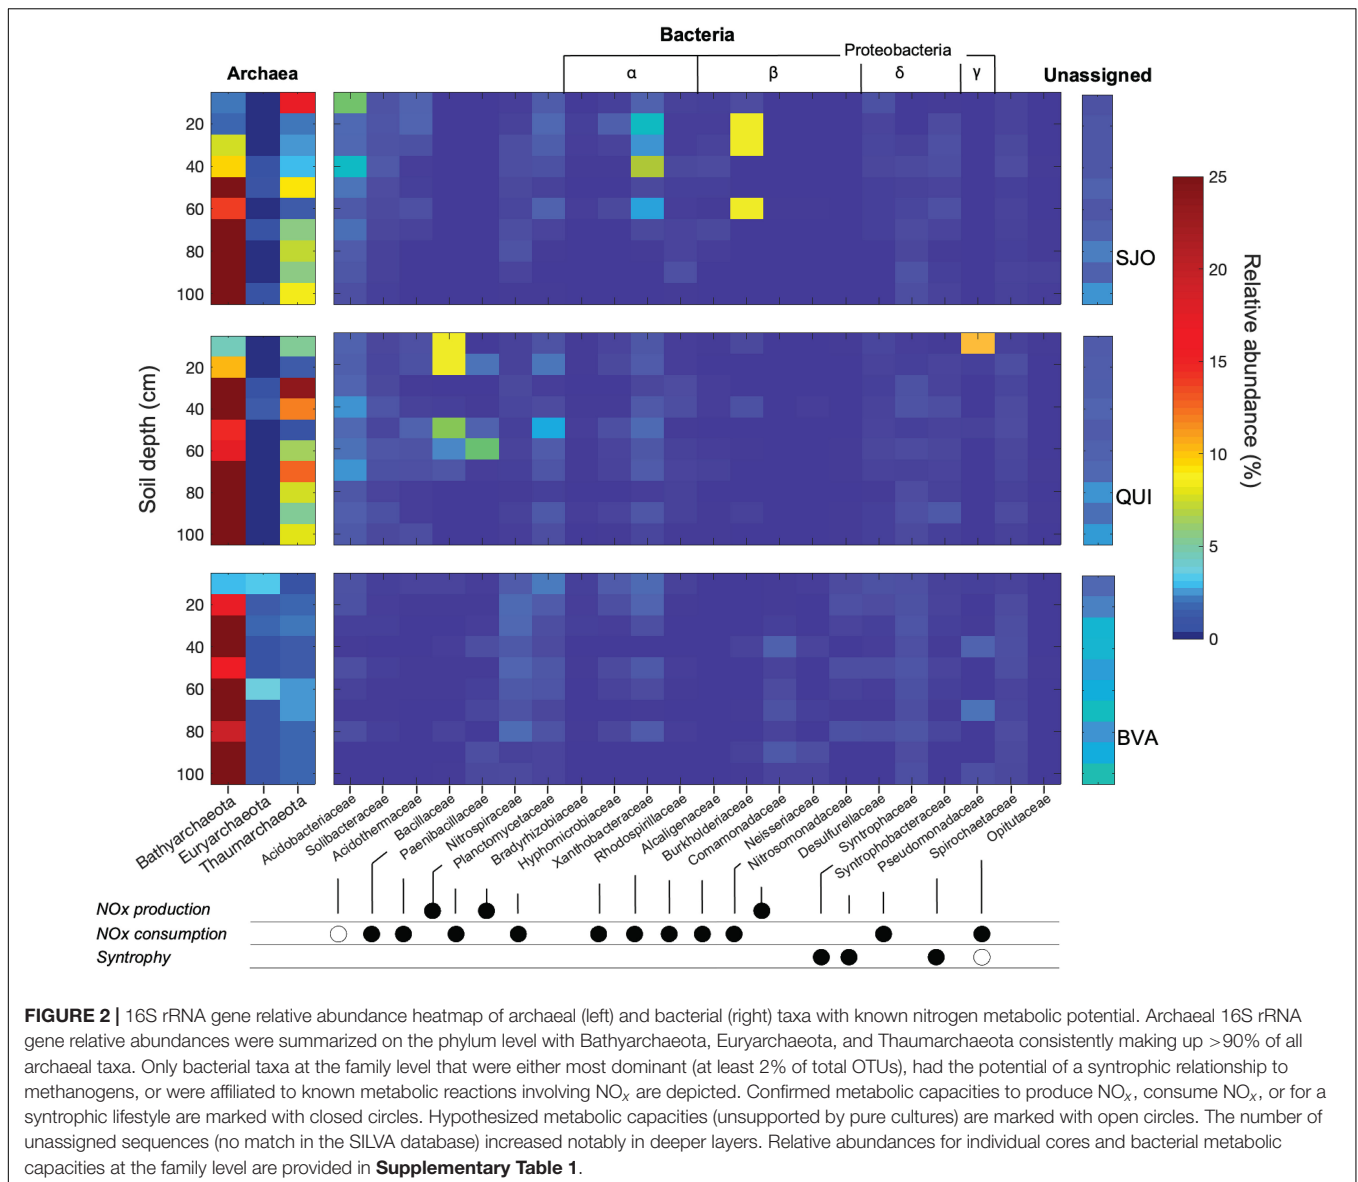 Bacteria
Proteobacteria
Archaea
α
β
δ
γ
Unassigned
20
40
60
80
100
SJO
20
40
60
80
100
QUI
20
40
60
80
100
BVA
Soil depth (cm)
25
20
15
10
5
0
Relative abundance (%)
Bathyarchaeota
Euryarchaeota
Thaumarchaeota
Acidobacteriaceae
Solibacteraceae
Acidothermaceae
Bacillaceae
Paenibacillaceae
Nitrospiraceae
Planctomycetaceae
Bradyrhizobiaceae
Hyphomicrobiaceae
Xanthobacteraceae
Rhodospirillaceae
Alcaligenaceae
Burkholderiaceae
Comamonadaceae
Neisseriaceae
Nitrosomonadaceae
Desulfurellaceae
Syntrophaceae
Syntrophobacteraceae
Pseudomonadaceae
Spirochaetaceae
Opitutaceae
NOx production
NOx consumption
Syntrophy
FIGURE 2 | 16S rRNA gene relative abundance heatmap of archaeal (left) and bacterial (right) taxa with known nitrogen metabolic potential. Archaeal 16S rRNA
gene relative abundances were summarized on the phylum level with Bathyarchaeota, Euryarchaeota, and Thaumarchaeota consistently making up >90% of all
archaeal taxa. Only bacterial taxa at the family level that were either most dominant (at least 2% of total OTUs), had the potential of a syntrophic relationship to
methanogens, or were affiliated to known metabolic reactions involving NOx are depicted. Confirmed metabolic capacities to produce NOx, consume NOx, or for a
syntrophic lifestyle are marked with closed circles. Hypothesized metabolic capacities (unsupported by pure cultures) are marked with open circles. The number of
unassigned sequences (no match in the SILVA database) increased notably in deeper layers. Relative abundances for individual cores and bacterial metabolic
capacities at the family level are provided in Supplementary Table 1.